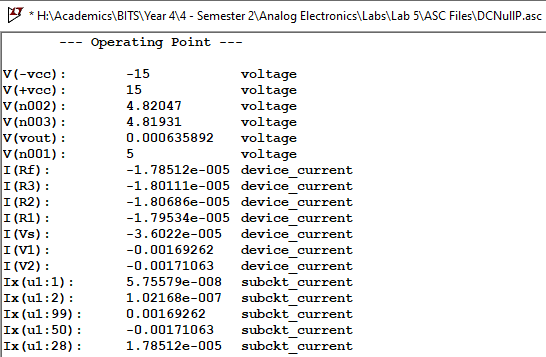 * H:\Academics\BITS\Year 4\4 - Semester 2\Analog Electronics\Labs\Lab 5\ASC Files\DCNullP.asc
--- Operating Point ---
V(-vcc): -15 voltage
V(+vcc): 15 voltage
V(n002): 4.82047 voltage
V(n003): 4.81931 voltage
V(vout): 0.000635892 voltage
V(n001): 5 voltage
I(Rf): -1.78512e-005 device_current
I(R3): -1.80111e-005 device_current
I(R2): -1.80686e-005 device_current
I(R1): -1.79534e-005 device_current
I(Vs): -3.6022e-005 device_current
I(V1): -0.00169262 device_current
I(V2): -0.00171063 device_current
Ix(u1:1): 5.75579e-008 subckt_current
Ix(u1:2): 1.02168e-007 subckt_current
Ix(u1:99): 0.00169262 subckt_current
Ix(u1:50): -0.00171063 subckt_current
Ix(u1:28): 1.78512e-005 subckt_current